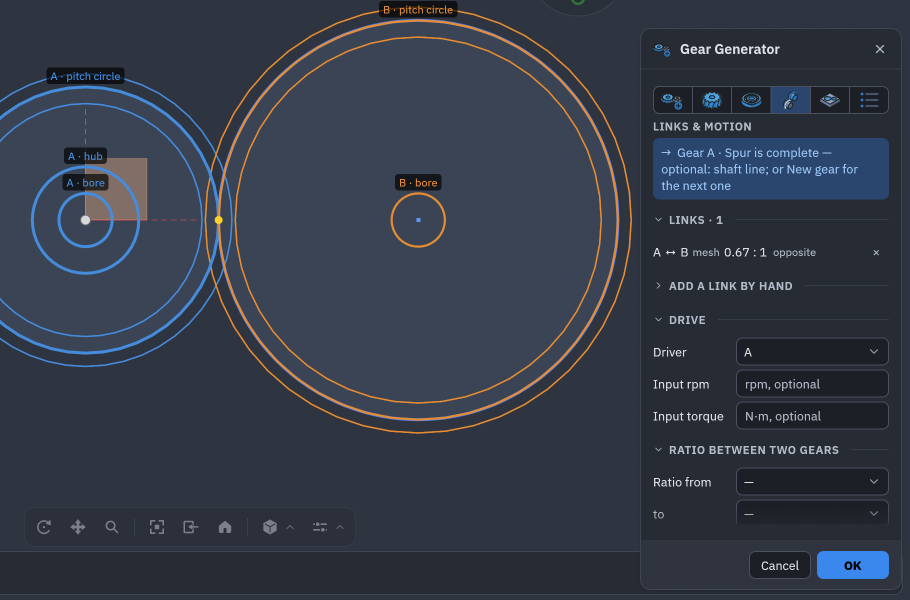 B · pitch circle
A · pitch circle
A · hub
A · bore
B · bore
Gear Generator
LINKS & MOTION
→ Gear A · Spur is complete —
optional: shaft line; or New gear for
the next one
LINKS · 1
A ↔ B mesh 0.67 : 1 opposite ×
ADD A LINK BY HAND
DRIVE
Driver A
Input rpm rpm, optional
Input torque N·m, optional
RATIO BETWEEN TWO GEARS
Ratio from —
to —
Cancel OK